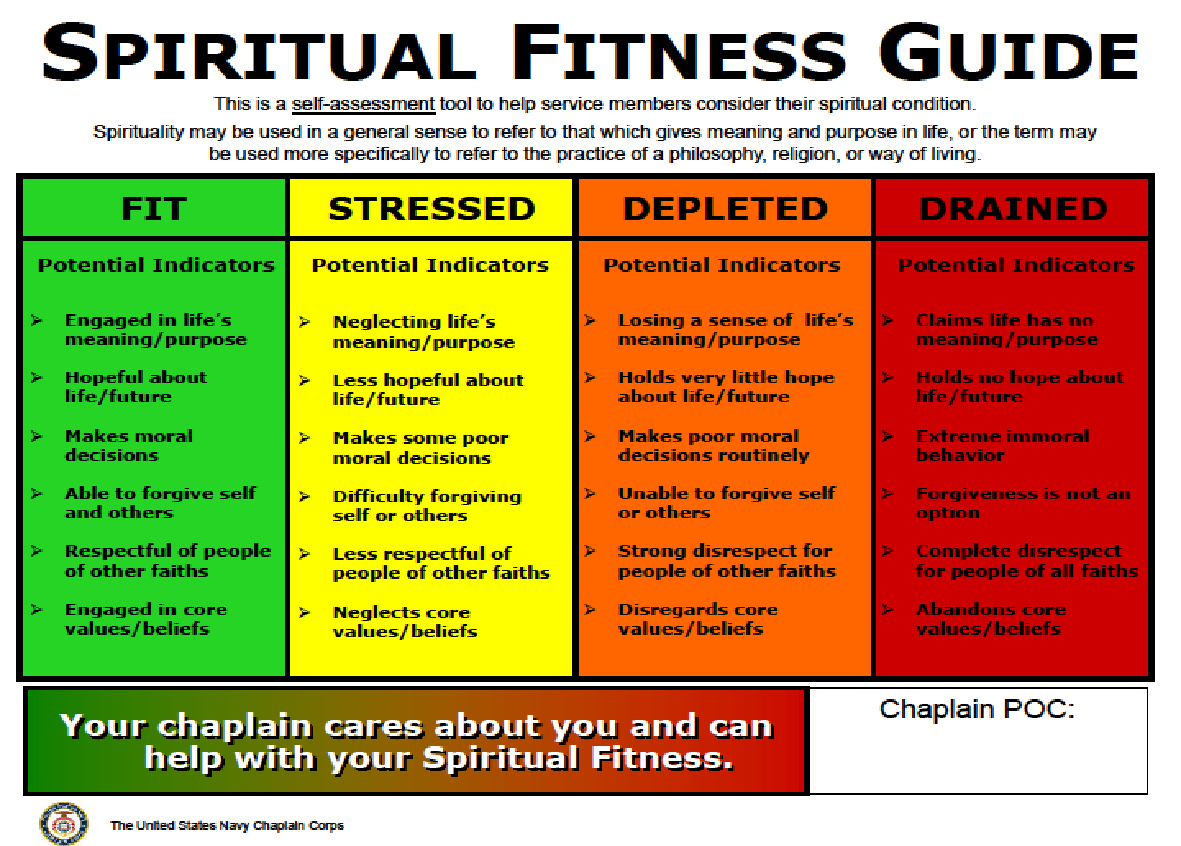 SPIRITUAL FITNESS GUIDE
This is a self-assessment tool to help service members consider their spiritual condition.
Spirituality may be used in a general sense to refer to that which gives meaning and purpose in life, or the term may
be used more specifically to refer to the practice of a philosophy, religion, or way of living.
FIT
Potential Indicators
➢ Engaged in life's
meaning/purpose
➢ Hopeful about
life/future
➢ Makes moral
decisions
➢ Able to forgive self
and others
➢ Respectful of people
of other faiths
➢ Engaged in core
values/beliefs
STRESSED
Potential Indicators
➢ Neglecting life's
meaning/purpose
➢ Less hopeful about
life/future
➢ Makes some poor
moral decisions
➢ Difficulty forgiving
self or others
➢ Less respectful of
people of other faiths
➢ Neglects core
values/beliefs
DEPLETED
Potential Indicators
➢ Losing a sense of life's
meaning/purpose
➢ Holds very little hope
about life/future
➢ Makes poor moral
decisions routinely
➢ Unable to forgive self
or others
➢ Strong disrespect for
people of other faiths
➢ Disregards core
values/beliefs
DRAINED
Potential Indicators
➢ Claims life has no
meaning/purpose
➢ Holds no hope about
life/future
➢ Extreme immoral
behavior
➢ Forgiveness is not an
option
➢ Complete disrespect
for people of all faiths
➢ Abandons core
values/beliefs
Your chaplain cares about you and can
help with your Spiritual Fitness.
Chaplain POC:
The United States Navy Chaplain Corps